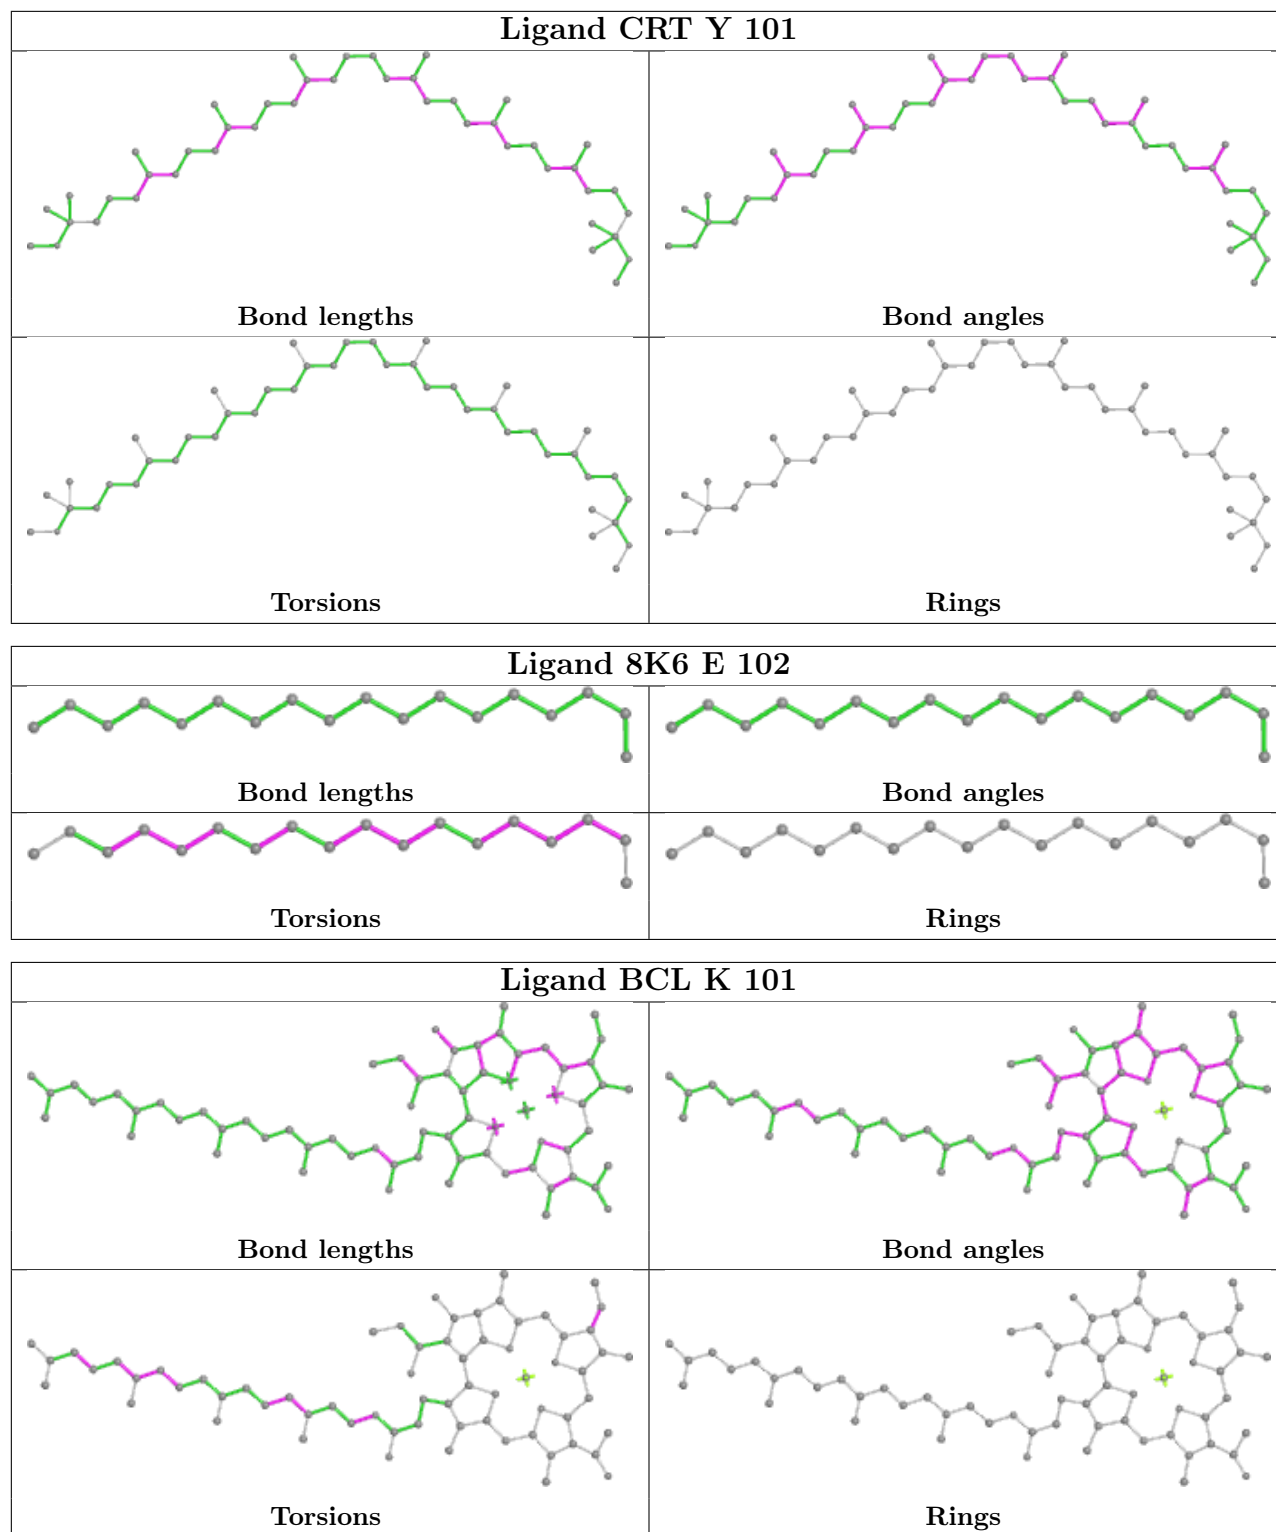 Ligand CRT Y 101
Bond lengths
Bond angles
Torsions
Rings
Ligand 8K6 E 102
Bond lengths
Bond angles
Torsions
Rings
Ligand BCL K 101
Bond lengths
Bond angles
Torsions
Rings